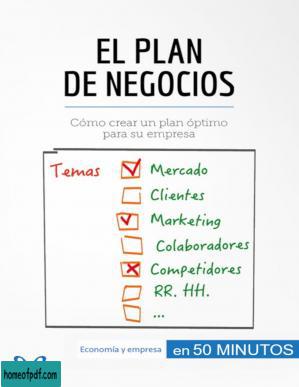 EL PLAN
DE NEGOCIOS
Cómo crear un plan óptimo
para su empresa
Temas
Mercado
Clientes
Marketing
Colaboradores
Competidores
RR. HH.
...
Economía y empresa en 50 MINUTOS
homeofpdf.com